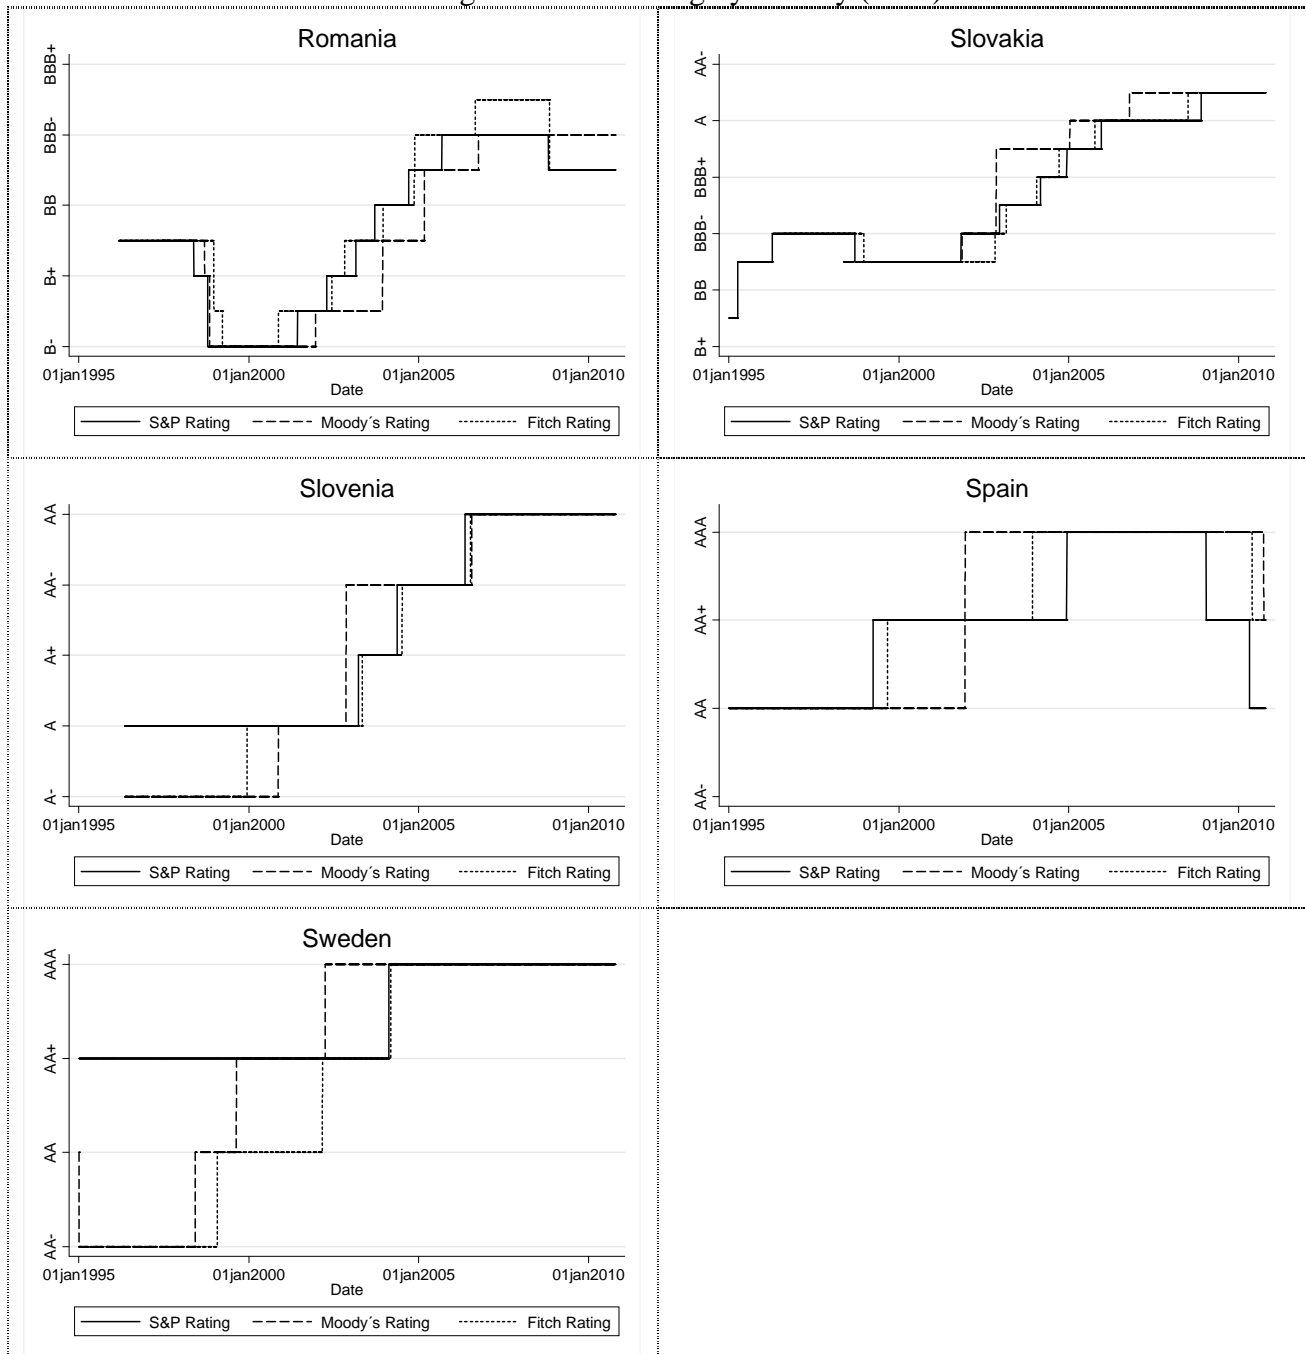 Romania
BBB+
BBB-
BB
B+
B-
01jan1995 01jan2000 01jan2005 01jan2010
Date
S&P Rating Moody´s Rating Fitch Rating
Slovakia
AA-
A
BBB+
BBB-
BB
B+
01jan1995 01jan2000 01jan2005 01jan2010
Date
S&P Rating Moody´s Rating Fitch Rating
Slovenia
AA
AA-
A+
A
A-
01jan1995 01jan2000 01jan2005 01jan2010
Date
S&P Rating Moody´s Rating Fitch Rating
Spain
AAA
AA+
AA
AA-
01jan1995 01jan2000 01jan2005 01jan2010
Date
S&P Rating Moody´s Rating Fitch Rating
Sweden
AAA
AA+
AA
AA-
01jan1995 01jan2000 01jan2005 01jan2010
Date
S&P Rating Moody´s Rating Fitch Rating